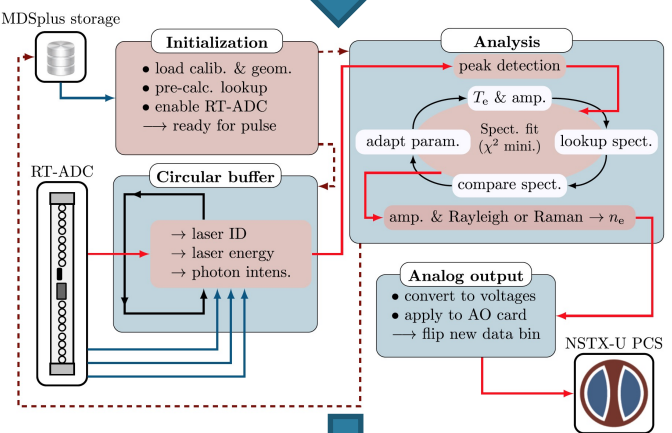 MDSplus storage
Initialization
• load calib. & geom.
• pre-calc. lookup
• enable RT-ADC
⟶ ready for pulse
Analysis
peak detection
Tₑ & amp.
adapt param.
Spect. fit
(χ² mini.)
lookup spect.
compare spect.
amp. & Rayleigh or Raman → nₑ
RT-ADC
Circular buffer
→ laser ID
→ laser energy
→ photon intens.
Analog output
• convert to voltages
• apply to AO card
⟶ flip new data bin
NSTX-U PCS